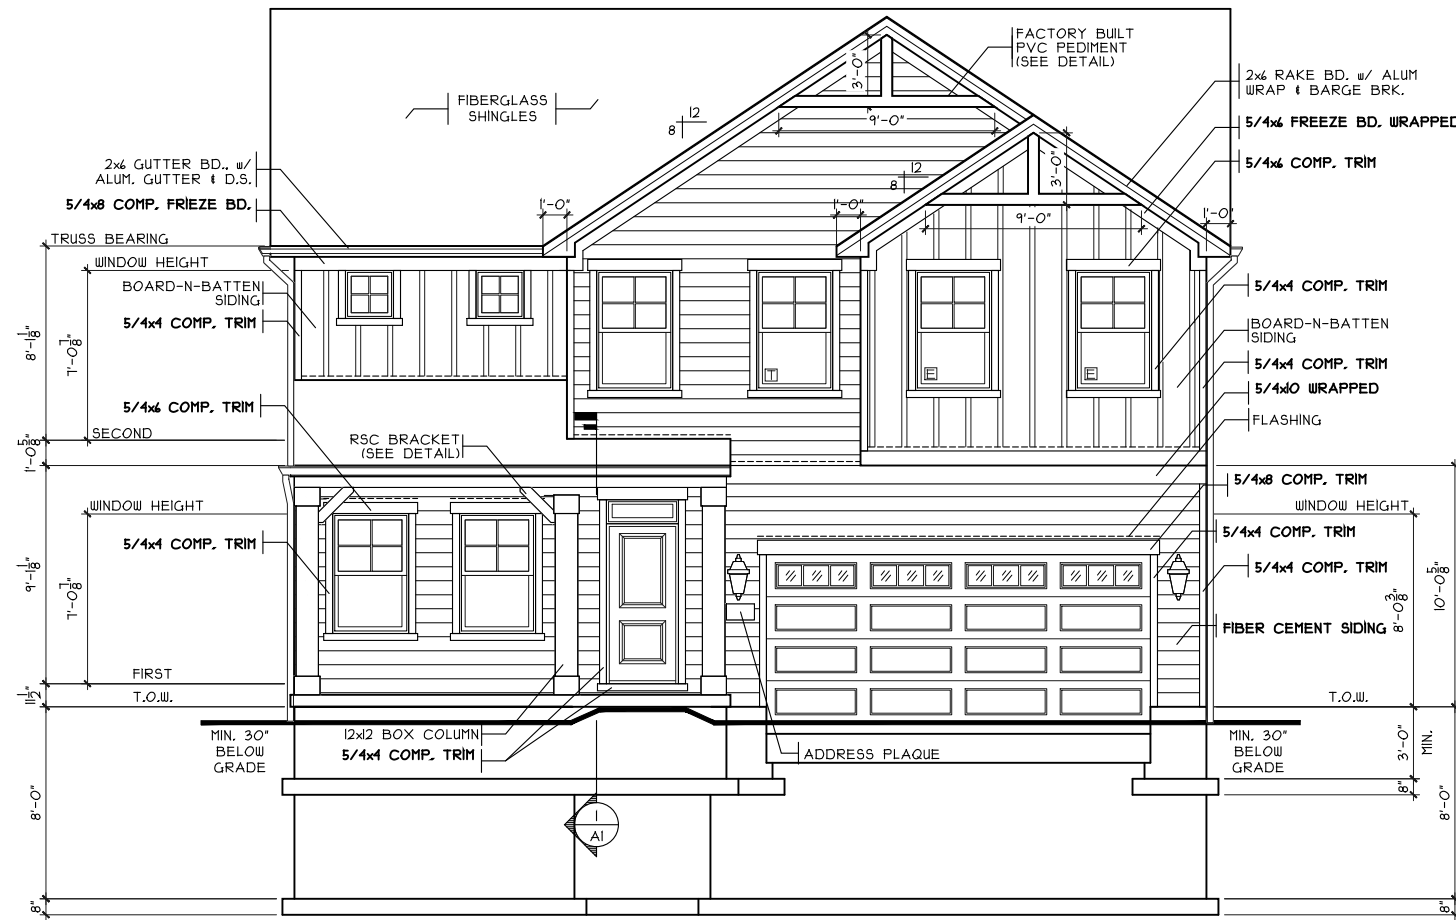 FACTORY BUILT
PVC PEDIMENT
(SEE DETAIL)
3'-0"
2x6 RAKE BD. w/ ALUM
WRAP & BARGE BRK.
FIBERGLASS
SHINGLES
12
8
9'-0"
5/4x6 FREEZE BD. WRAPPED
2x6 GUTTER BD., w/
ALUM. GUTTER & D.S.
12
8
3'-0"
5/4x6 COMP. TRIM
5/4x8 COMP. FRIEZE BD.
1'-0"
1'-0"
9'-0"
1'-0"
TRUSS BEARING
WINDOW HEIGHT
BOARD-N-BATTEN
SIDING
5/4x4 COMP. TRIM
8'-1 1/8"
7'-0 7/8"
5/4x4 COMP. TRIM
BOARD-N-BATTEN
SIDING
5/4x4 COMP. TRIM
5/4x10 WRAPPED
FLASHING
T
E
E
5/4x6 COMP. TRIM
SECOND
1'-0 5/8"
RSC BRACKET
(SEE DETAIL)
5/4x8 COMP. TRIM
WINDOW HEIGHT
WINDOW HEIGHT
5/4x4 COMP. TRIM
5/4x4 COMP. TRIM
5/4x4 COMP. TRIM
9'-1 1/8"
7'-0 7/8"
8'-0 3/8"
10'-0 5/8"
FIBER CEMENT SIDING
FIRST
T.O.W.
11 1/2"
T.O.W.
MIN. 30"
BELOW
GRADE
12x12 BOX COLUMN
5/4x4 COMP. TRIM
ADDRESS PLAQUE
MIN. 30"
BELOW
GRADE
3'-0"
MIN.
8"
8'-0"
8'-0"
1
A1
8"
8"